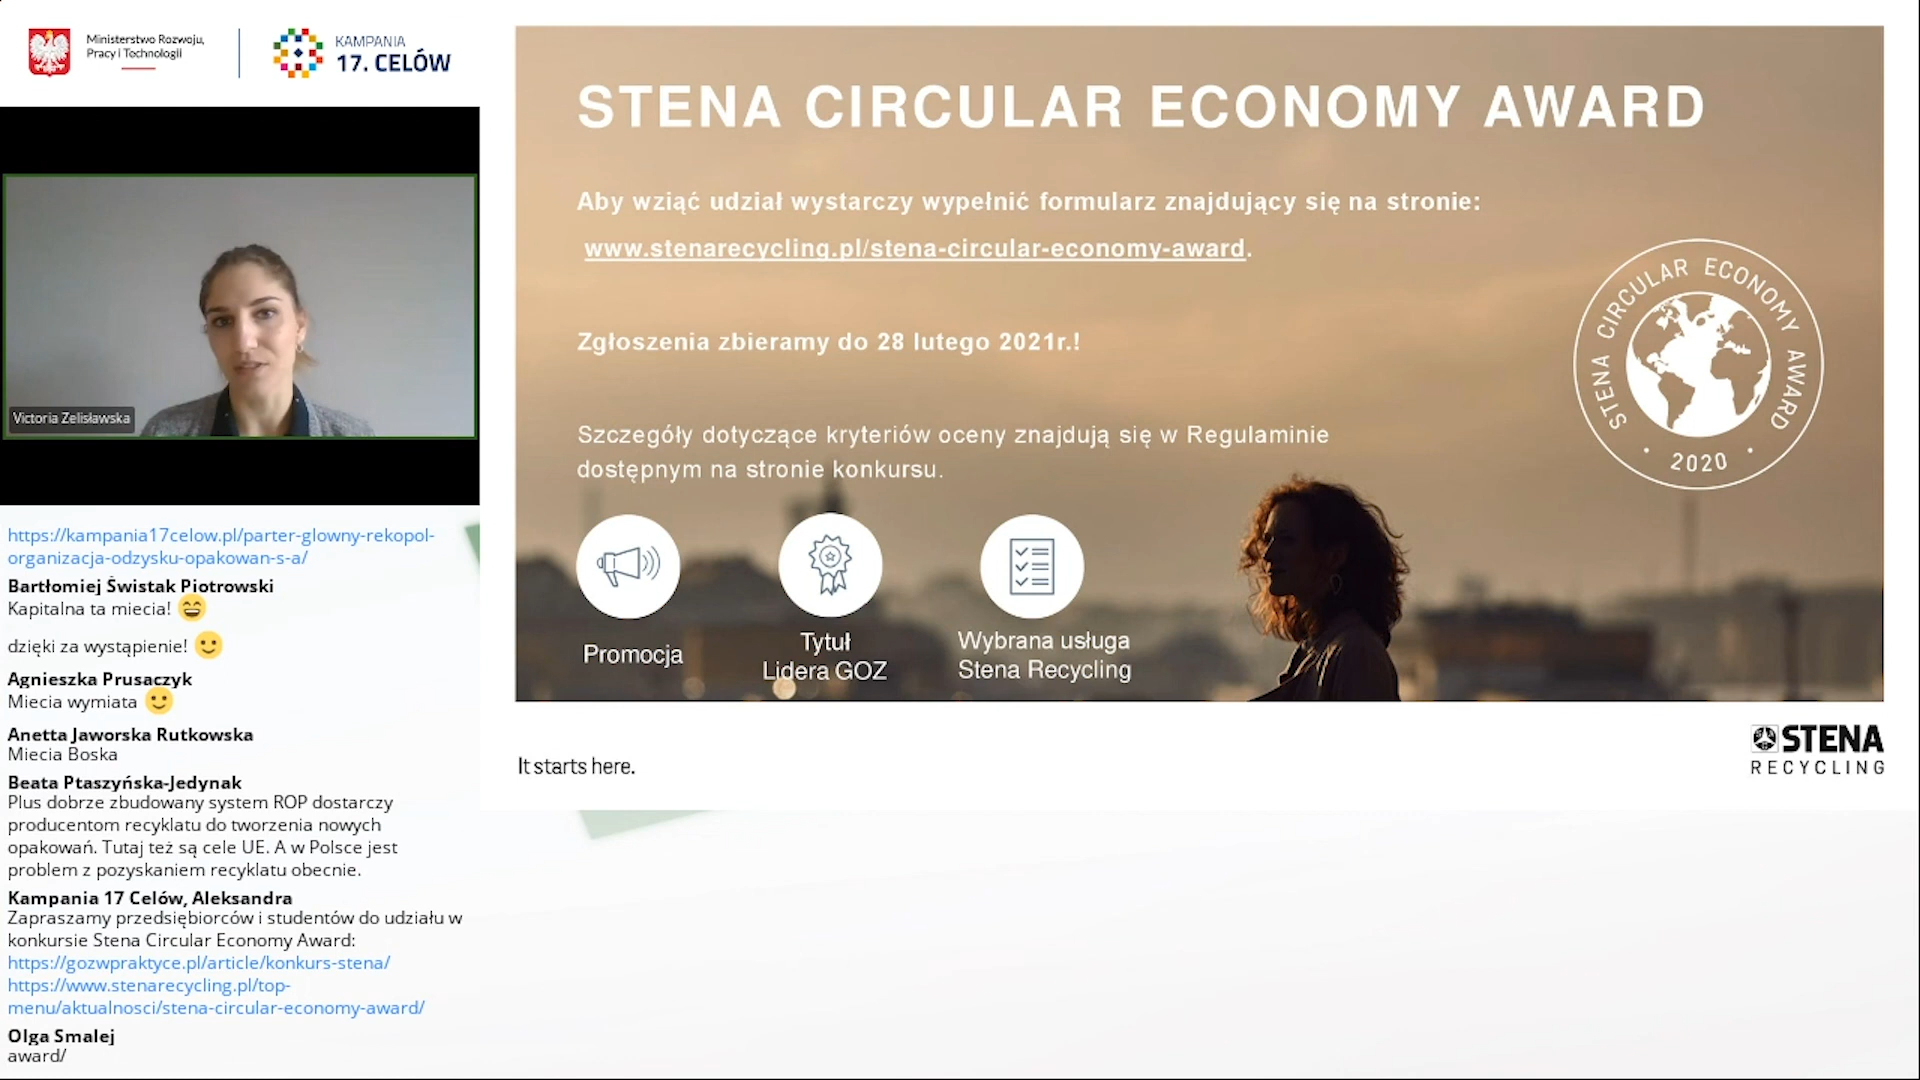 Ministerstwo Rozwoju,
Pracy i Technologii
KAMPANIA
17. CELÓW
Victoria Zelisławska
https://kampania17celow.pl/parter-glowny-rekopol-
organizacja-odzysku-opakowan-s-a/
Bartłomiej Świstak Piotrowski
Kapitalna ta miecia! 😄
dzięki za wystąpienie! 🙂
Agnieszka Prusaczyk
Miecia wymiata 🙂
Anetta Jaworska Rutkowska
Miecia Boska
Beata Ptaszyńska-Jedynak
Plus dobrze zbudowany system ROP dostarczy
producentom recyklatu do tworzenia nowych
opakowań. Tutaj też są cele UE. A w Polsce jest
problem z pozyskaniem recyklatu obecnie.
Kampania 17 Celów, Aleksandra
Zapraszamy przedsiębiorców i studentów do udziału w
konkursie Stena Circular Economy Award:
https://gozwpraktyce.pl/article/konkurs-stena/
https://www.stenarecycling.pl/top-
menu/aktualnosci/stena-circular-economy-award/
Olga Smalej
award/
STENA CIRCULAR ECONOMY AWARD
Aby wziąć udział wystarczy wypełnić formularz znajdujący się na stronie:
www.stenarecycling.pl/stena-circular-economy-award.
Zgłoszenia zbieramy do 28 lutego 2021r.!
Szczegóły dotyczące kryteriów oceny znajdują się w Regulaminie
dostępnym na stronie konkursu.
STENA CIRCULAR ECONOMY AWARD
• 2020 •
Promocja
Tytuł
Lidera GOZ
Wybrana usługa
Stena Recycling
It starts here.
STENA
RECYCLING